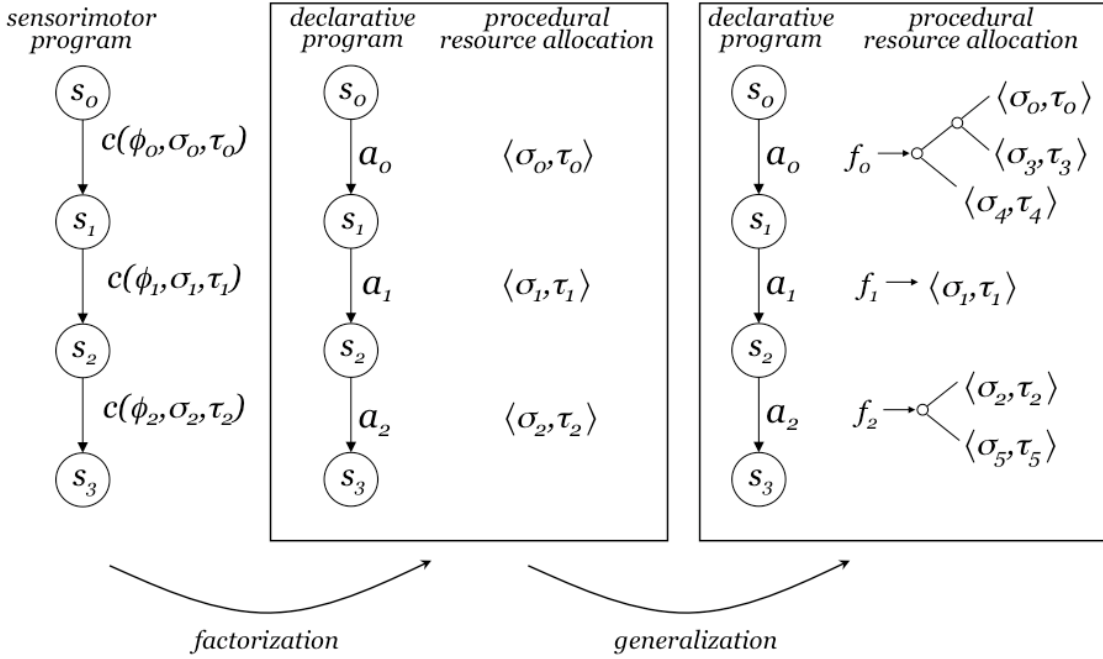 sensorimotor
program
s₀
c(ϕ₀,σ₀,τ₀)
s₁
c(ϕ₁,σ₁,τ₁)
s₂
c(ϕ₂,σ₂,τ₂)
s₃
declarative
program
procedural
resource allocation
s₀
a₀
⟨σ₀,τ₀⟩
s₁
a₁
⟨σ₁,τ₁⟩
s₂
a₂
⟨σ₂,τ₂⟩
s₃
declarative
program
procedural
resource allocation
s₀
a₀
f₀
⟨σ₀,τ₀⟩
⟨σ₃,τ₃⟩
⟨σ₄,τ₄⟩
s₁
a₁
f₁
⟨σ₁,τ₁⟩
s₂
a₂
f₂
⟨σ₂,τ₂⟩
⟨σ₅,τ₅⟩
s₃
factorization
generalization